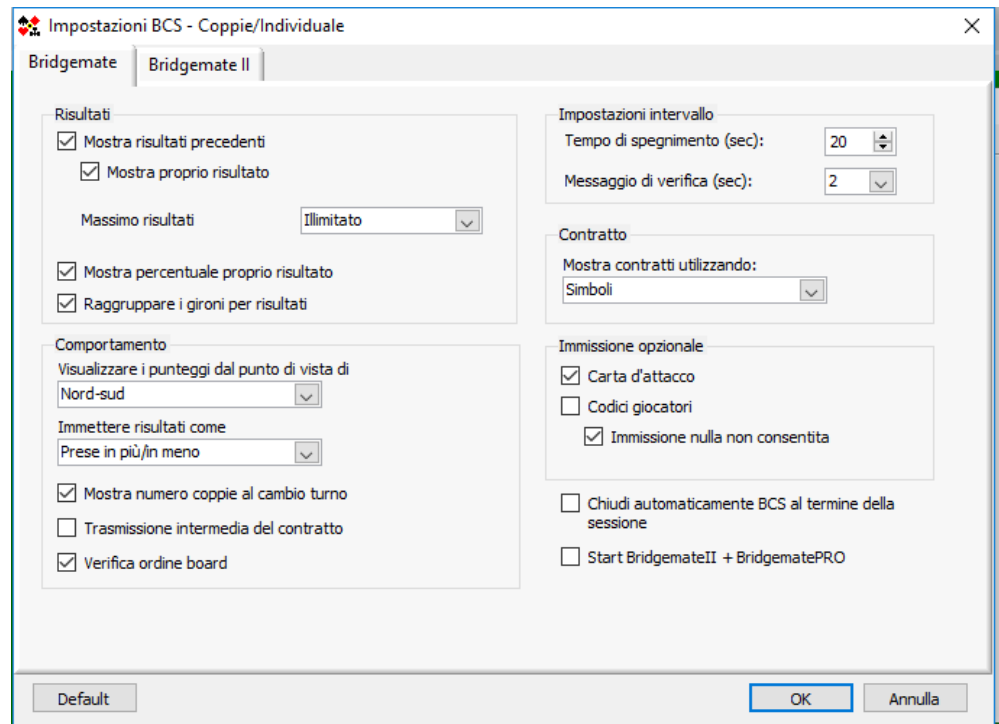 Impostazioni BCS - Coppie/Individuale
Bridgemate
Bridgemate II
Risultati
Mostra risultati precedenti
Mostra proprio risultato
Massimo risultati
Illimitato
Mostra percentuale proprio risultato
Raggruppare i gironi per risultati
Comportamento
Visualizzare i punteggi dal punto di vista di
Nord-sud
Immettere risultati come
Prese in più/in meno
Mostra numero coppie al cambio turno
Trasmissione intermedia del contratto
Verifica ordine board
Impostazioni intervallo
Tempo di spegnimento (sec):
20
Messaggio di verifica (sec):
2
Contratto
Mostra contratti utilizzando:
Simboli
Immissione opzionale
Carta d'attacco
Codici giocatori
Immissione nulla non consentita
Chiudi automaticamente BCS al termine della
sessione
Start BridgemateII + BridgematePRO
Default
OK
Annulla